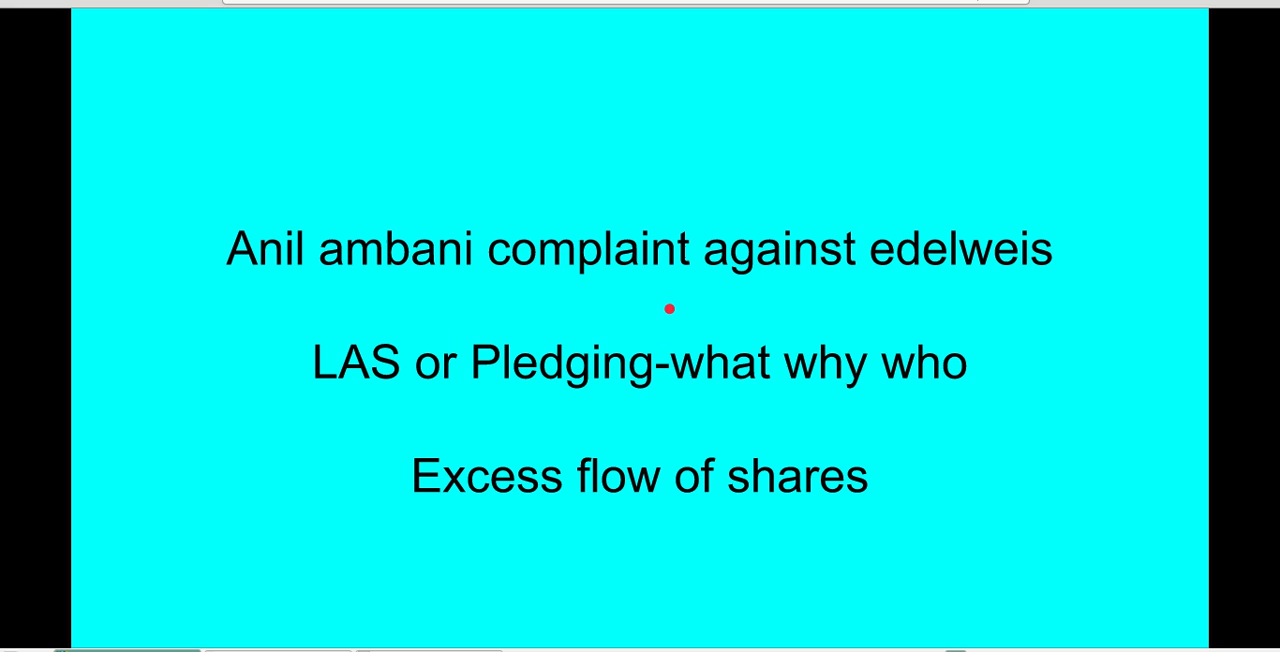 Anil ambani complaint against edelweis
LAS or Pledging-what why who
Excess flow of shares